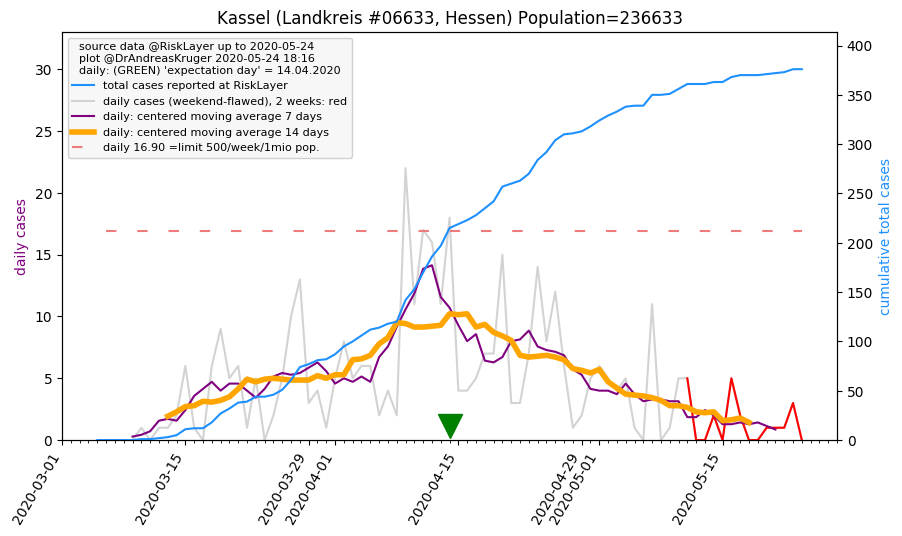 Kassel (Landkreis #06633, Hessen) Population=236633
source data @RiskLayer up to 2020-05-24
plot @DrAndreasKruger 2020-05-24 18:16
daily: (GREEN) 'expectation day' = 14.04.2020
total cases reported at RiskLayer
daily cases (weekend-flawed), 2 weeks: red
daily: centered moving average 7 days
daily: centered moving average 14 days
daily 16.90 =limit 500/week/1mio pop.
daily cases
30
25
20
15
10
5
0
cumulative total cases
400
350
300
250
200
150
100
50
0
2020-03-01
2020-03-15
2020-03-29
2020-04-01
2020-04-15
2020-04-29
2020-05-01
2020-05-15